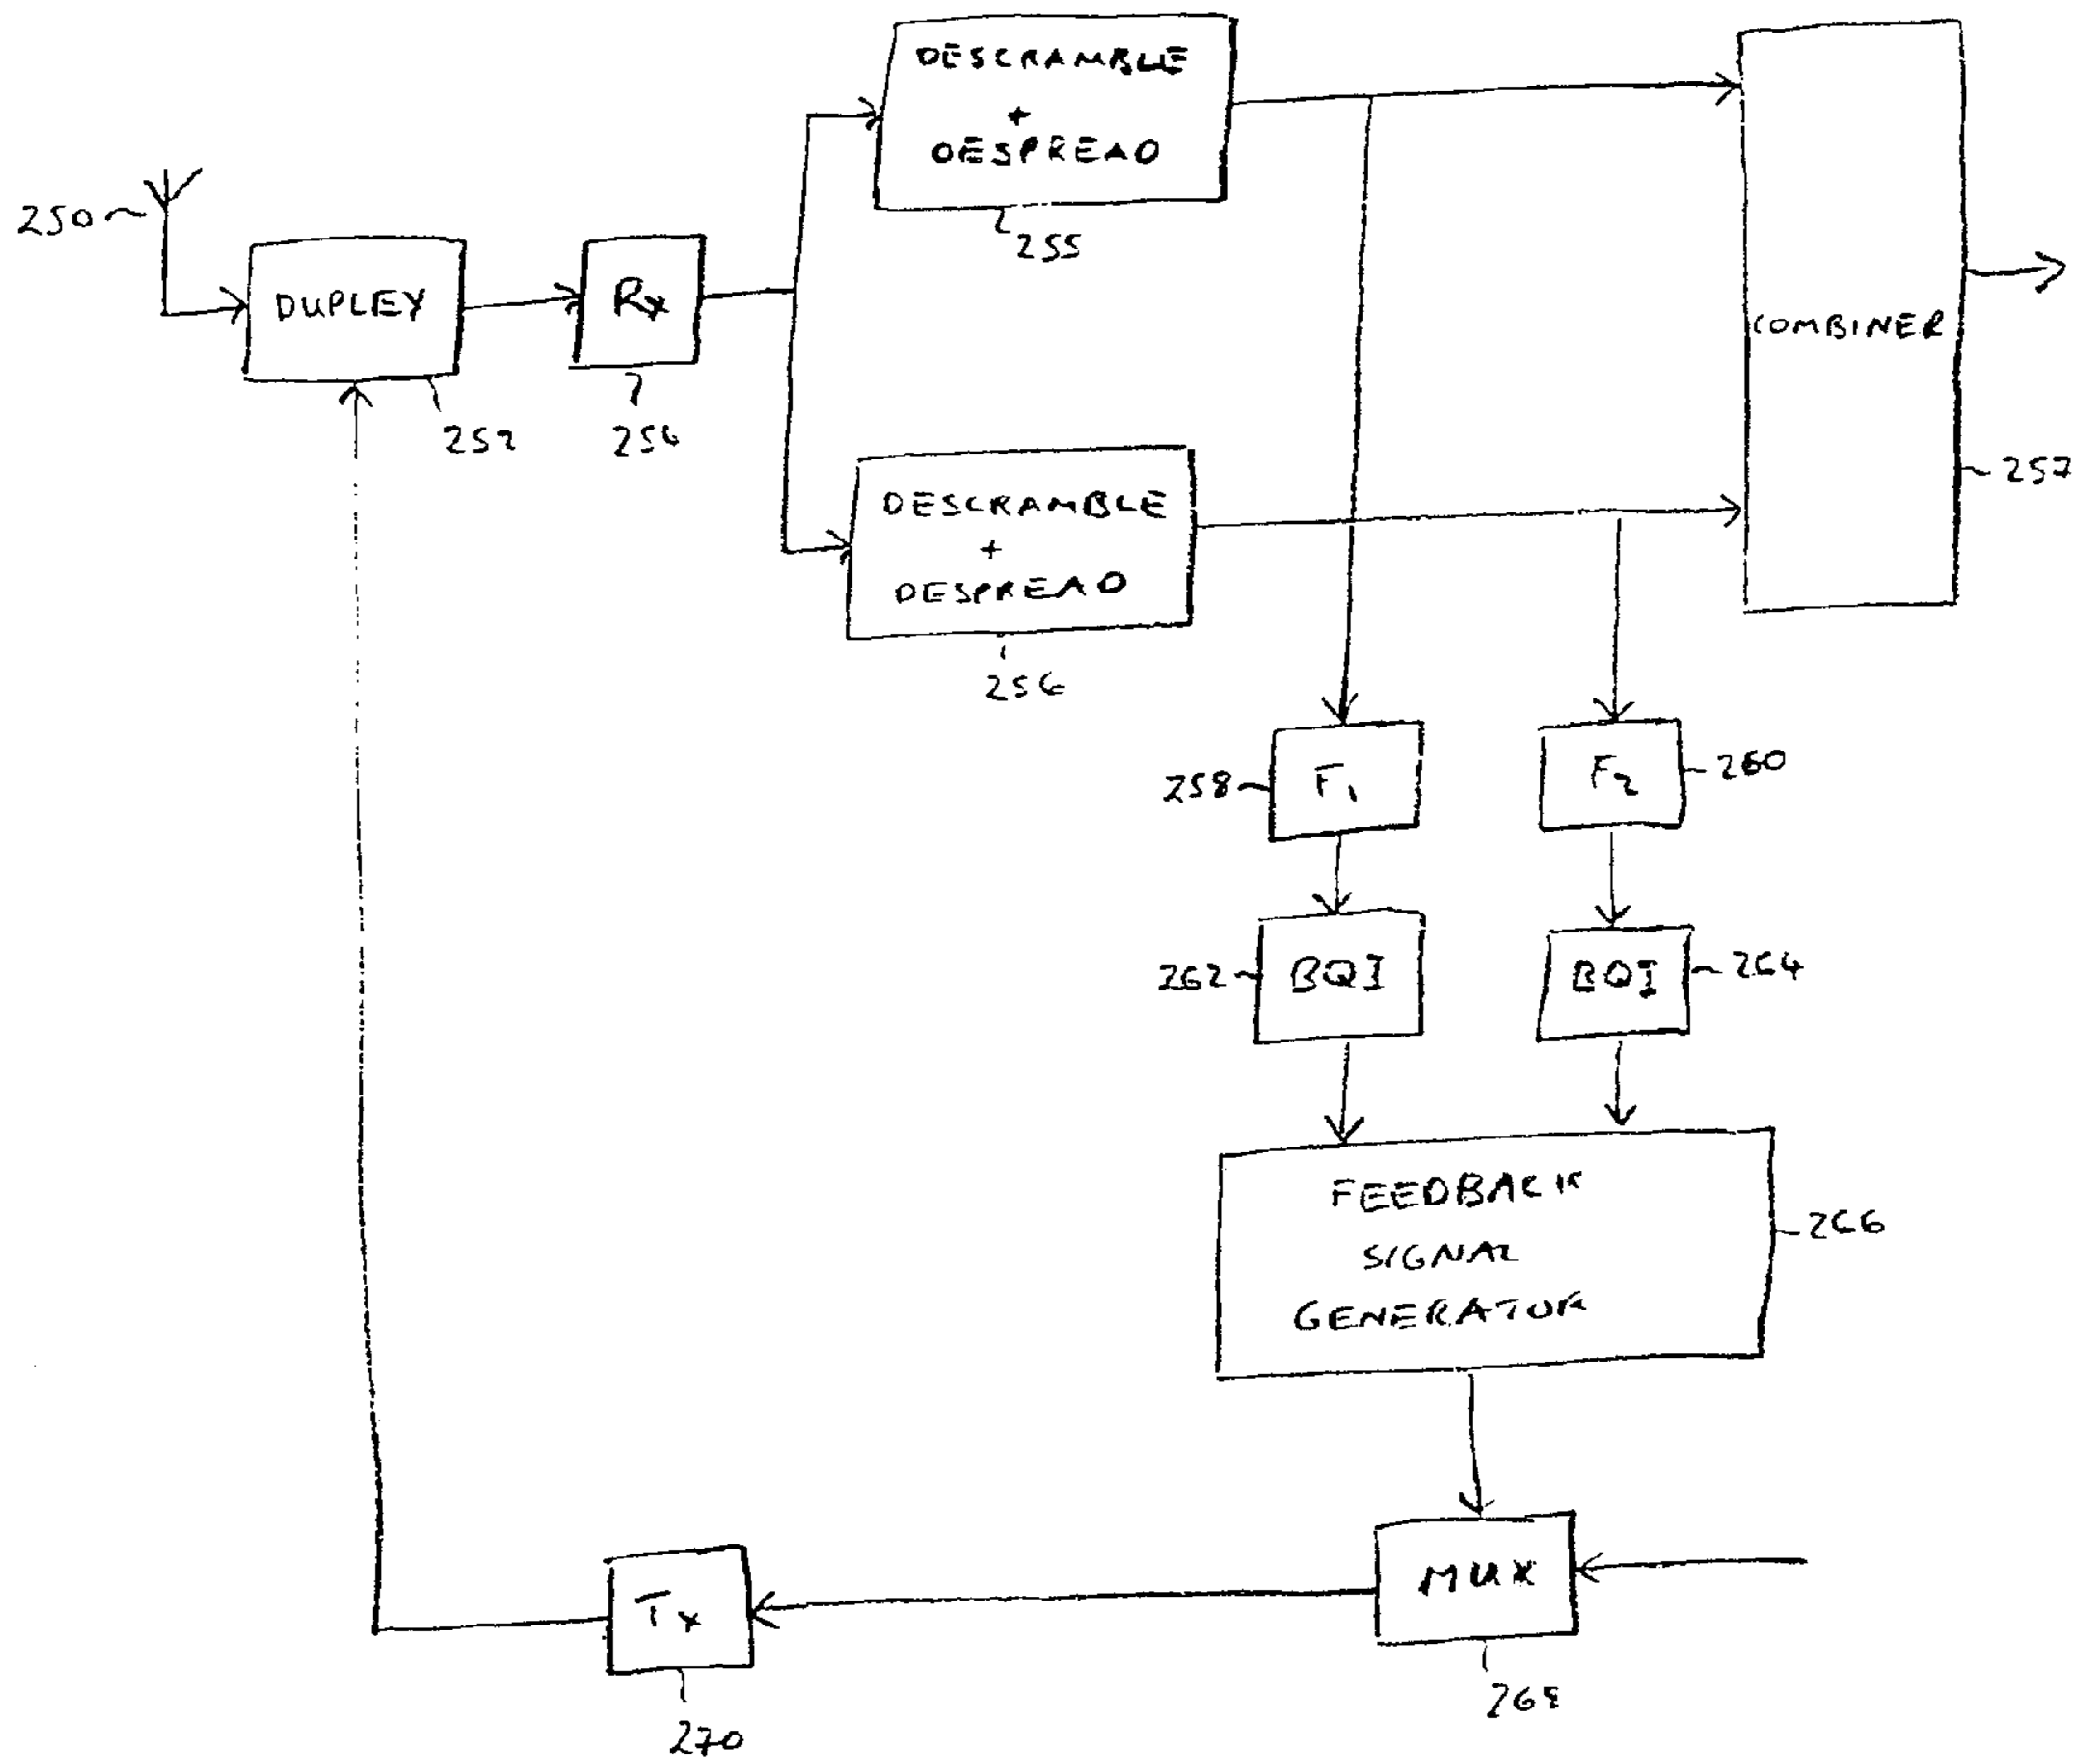 DESCRAMBLE
+
DESPREAD
255
250
DUPLEX
252
Rx
254
COMBINER
257
DESCRAMBLE
+
DESPREAD
256
258
F1
F2
260
262
BQI
BQI
264
FEEDBACK
SIGNAL
GENERATOR
266
MUX
268
Tx
270